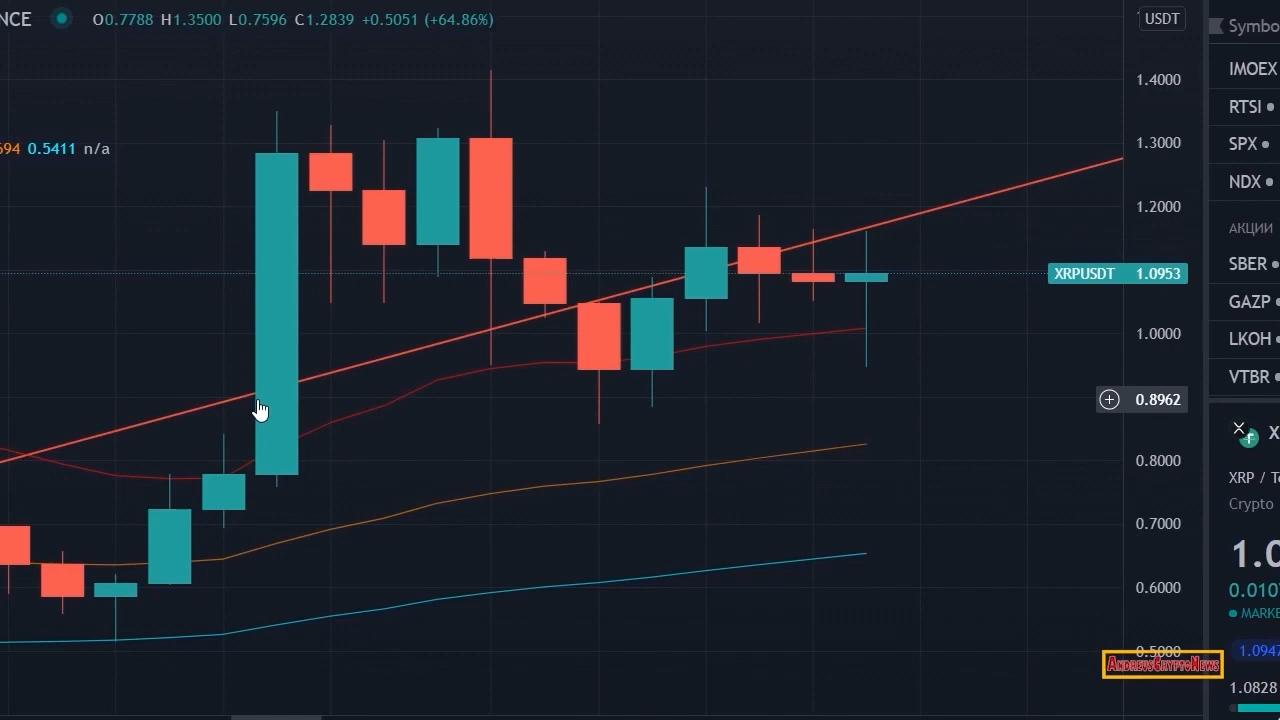 NCE O0.7788 H1.3500 L0.7596 C1.2839 +0.5051 (+64.86%)
USDT
Symbo
1.4000
IMOEX
RTSI
694 0.5411 n/a
1.3000
SPX
NDX
1.2000
АКЦИИ
SBER
XRPUSDT 1.0953
GAZP
1.0000
LKOH
VTBR
0.8962
X
0.8000
XRP / Te
Crypto
0.7000
1.0
0.6000
0.010
MARKE
0.5000
1.0947
ANDREVSCRYPTONEWS
1.0828